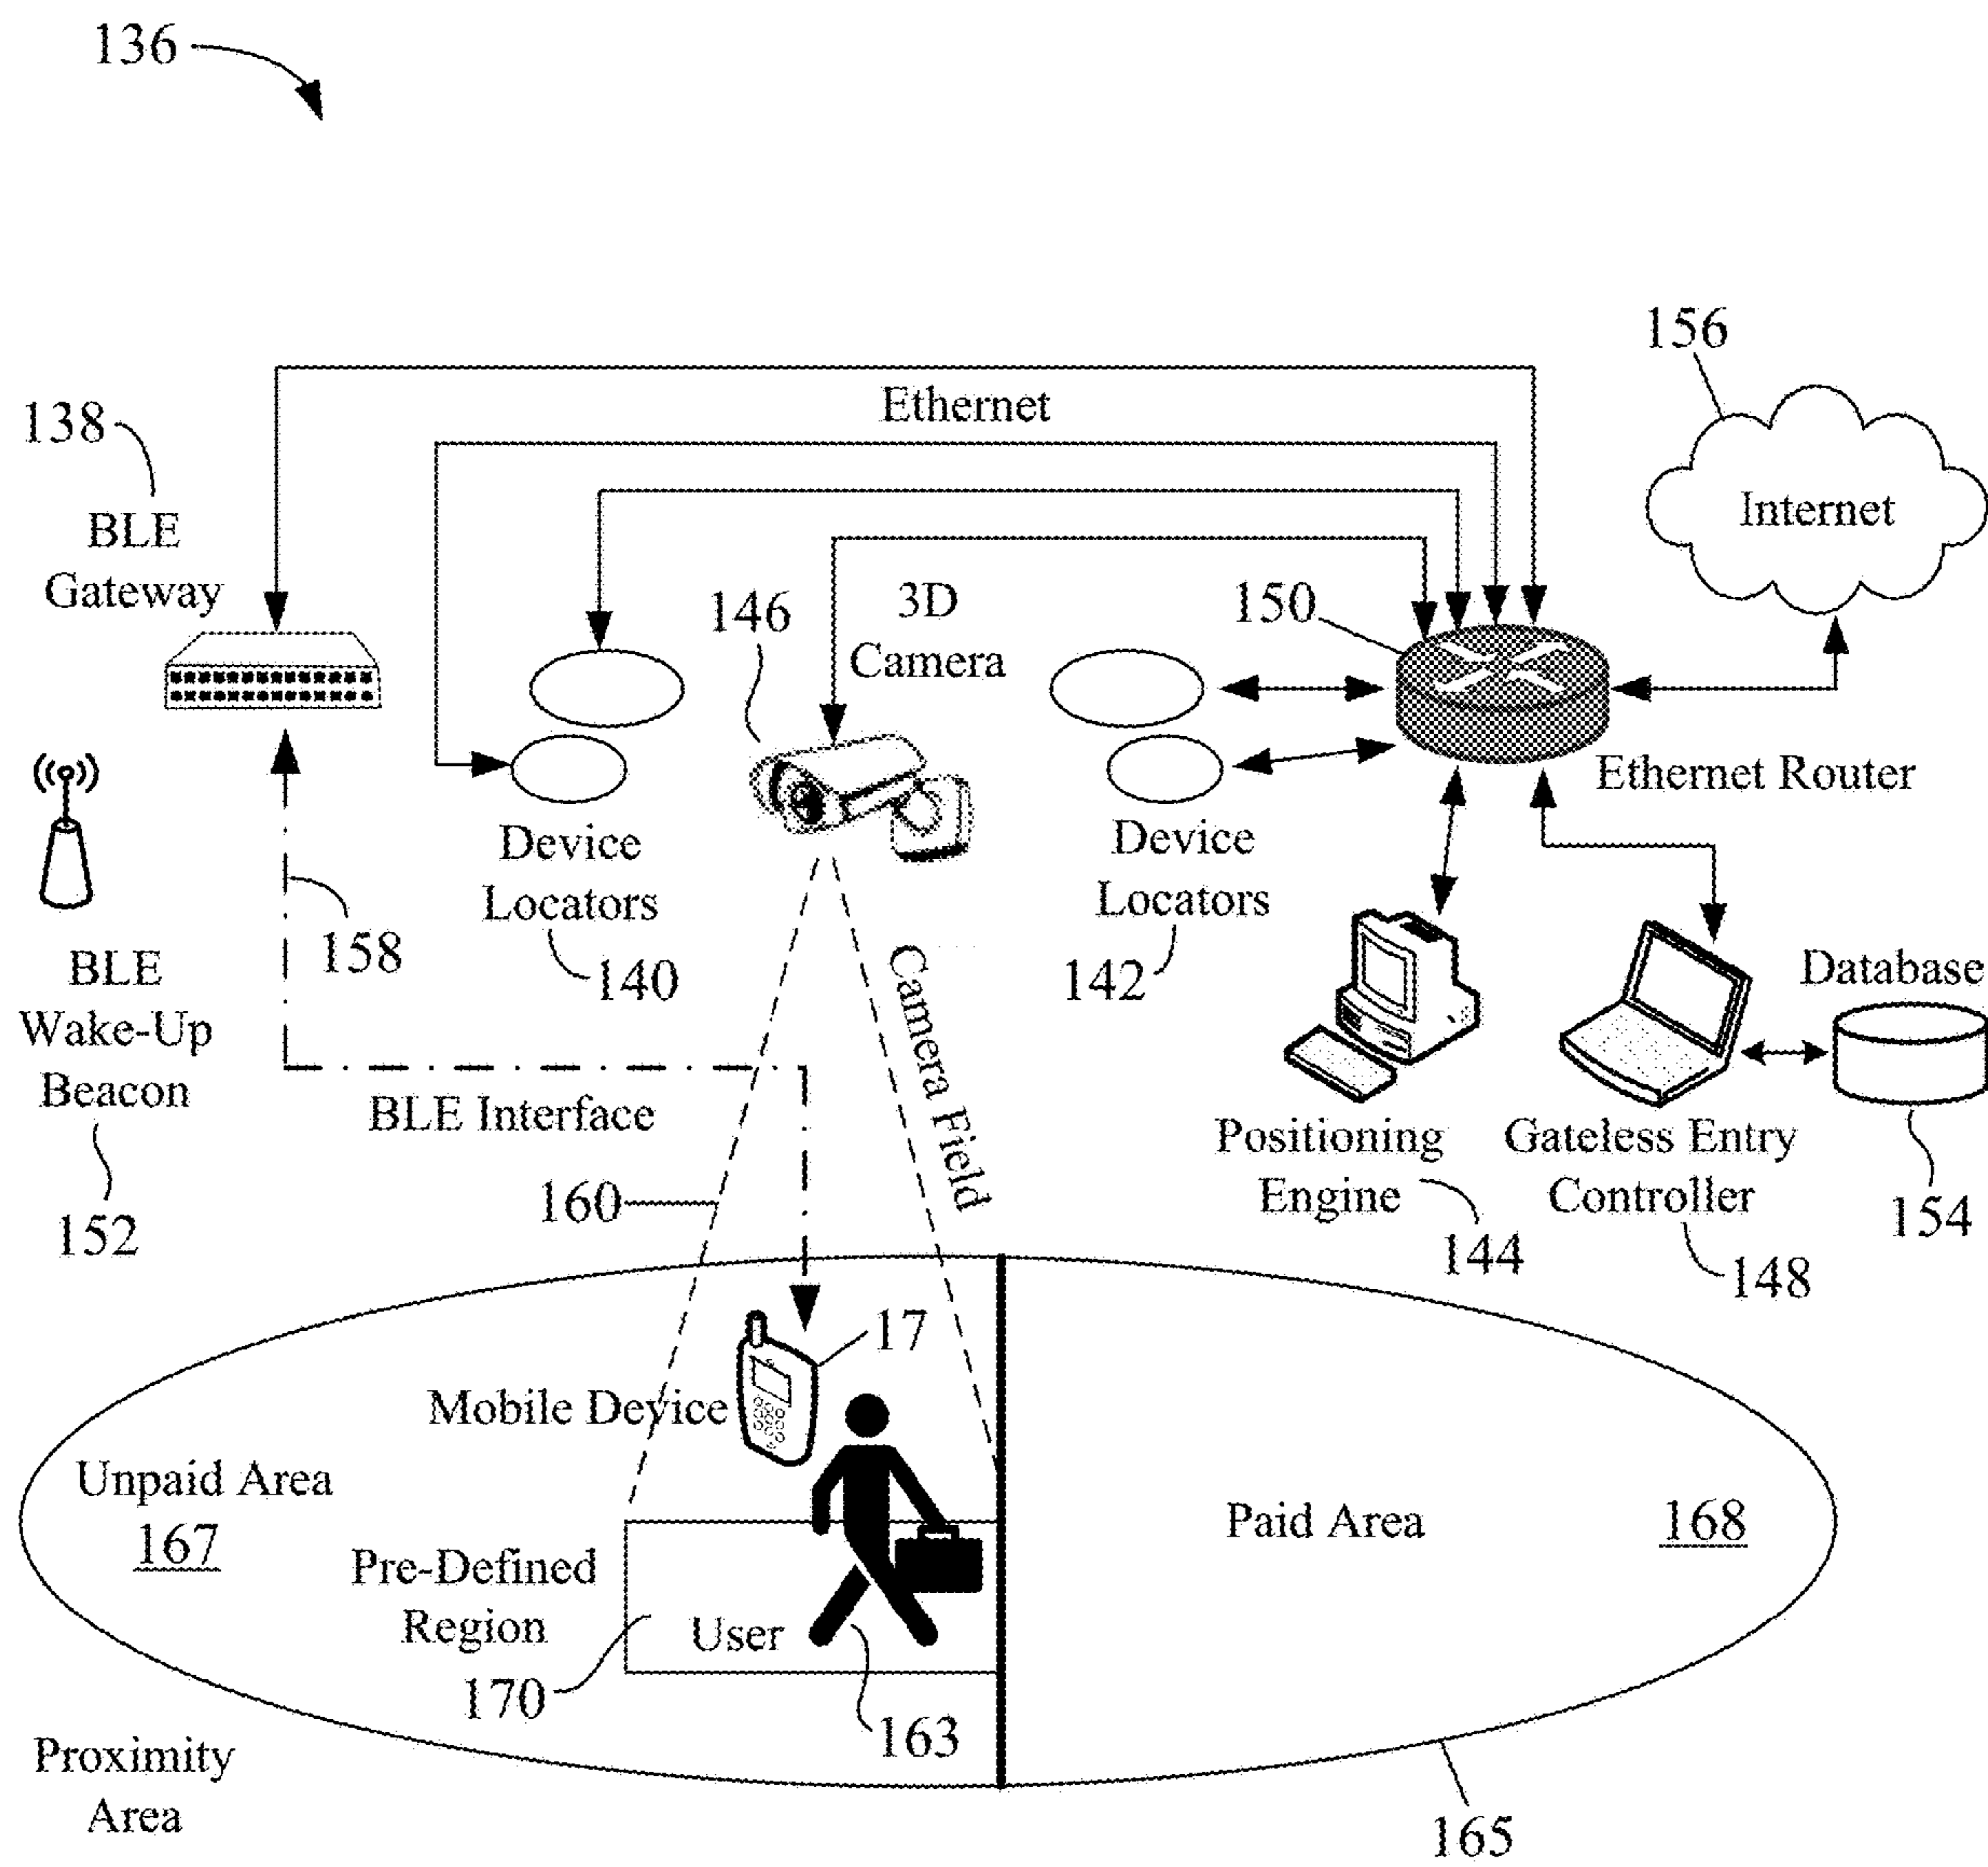 136
156
Ethernet
138
BLE
Gateway
Internet
146
3D
Camera
150
Ethernet Router
Device
Locators
140
Device
Locators
142
158
BLE
Wake-Up
Beacon
152
BLE Interface
Camera Field
160
Positioning
Engine
144
Gateless Entry
Controller
148
Database
154
17
Mobile Device
Unpaid Area
167
Paid Area
168
Pre-Defined
Region
170
User
163
Proximity
Area
165